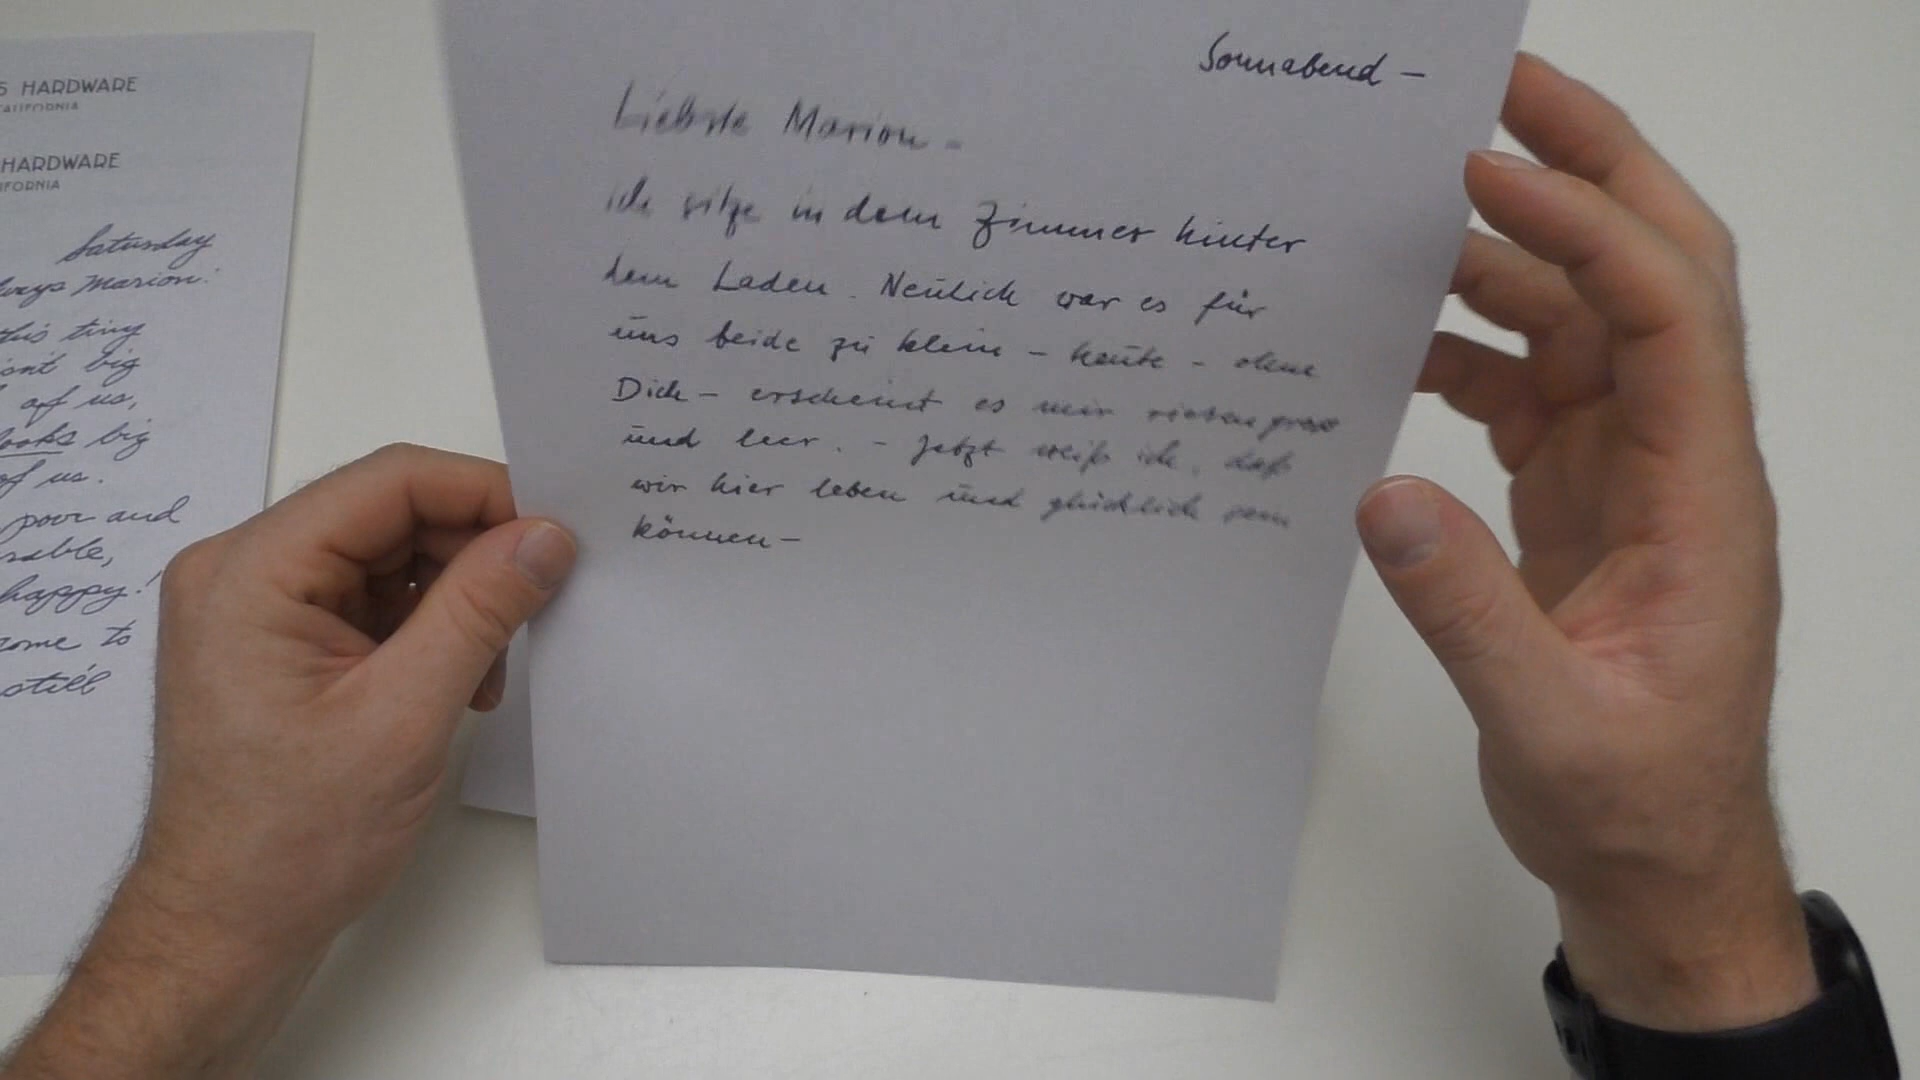 S HARDWARE
CALIFORNIA
HARDWARE
IFORNIA
Saturday
Marion:
this tiny
big
of us,
looks big
of us.
poor and
happy!
come to
still
Sonnabend –
Liebste Marion –
ich sitze in dem Zimmer hinter
dem Laden. Neulich war es für
uns beide zu klein – heute – ohne
Dich – erscheint es mir riesengross
und leer. – Jetzt weiß ich, daß
wir hier leben und glücklich sein
können –